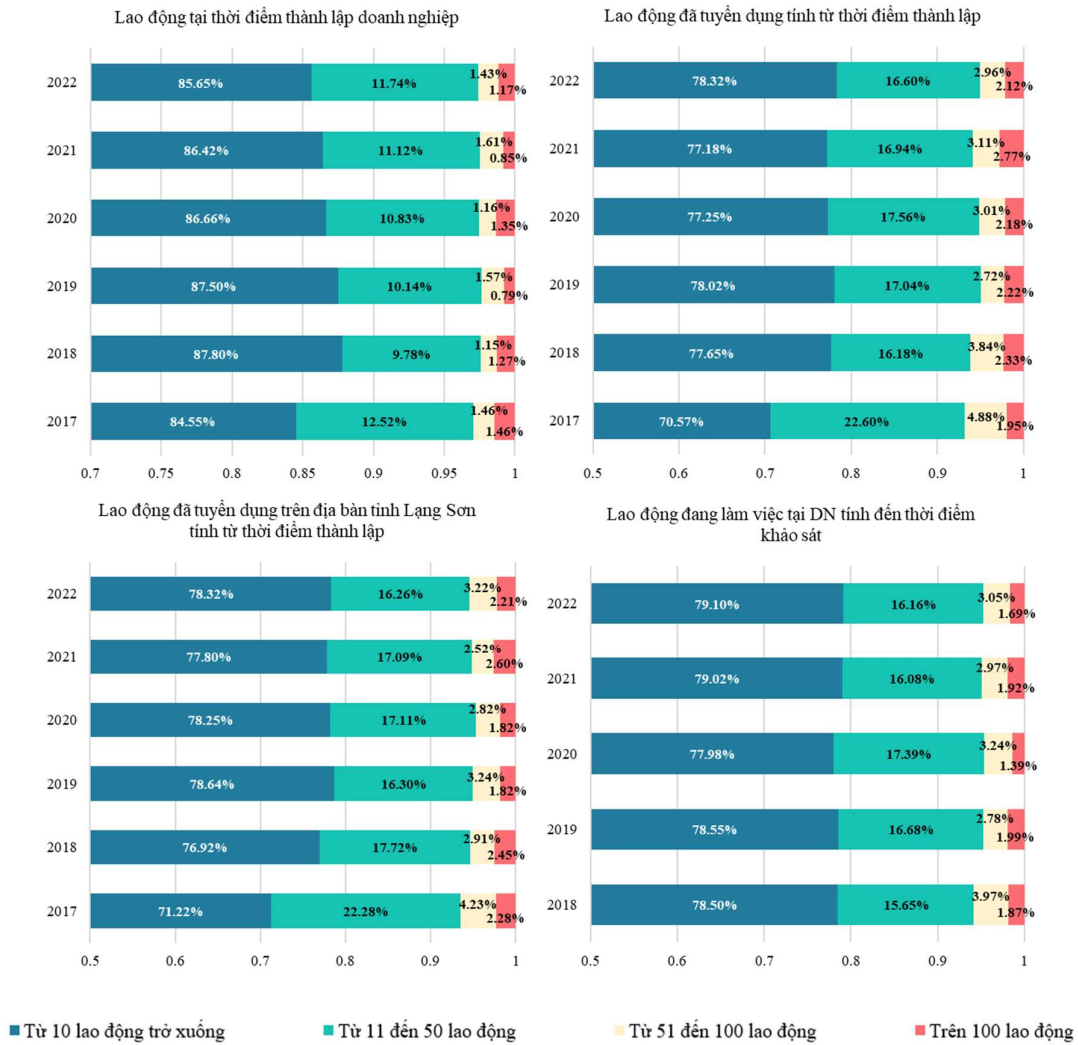 Lao động tại thời điểm thành lập doanh nghiệp
2022 85.65% 11.74% 1.43% 1.17%
2021 86.42% 11.12% 1.61% 0.85%
2020 86.66% 10.83% 1.16% 1.35%
2019 87.50% 10.14% 1.57% 0.79%
2018 87.80% 9.78% 1.15% 1.27%
2017 84.55% 12.52% 1.46% 1.46%
0.7 0.75 0.8 0.85 0.9 0.95 1
Lao động đã tuyển dụng tính từ thời điểm thành lập
2022 78.32% 16.60% 2.96% 2.12%
2021 77.18% 16.94% 3.11% 2.77%
2020 77.25% 17.56% 3.01% 2.18%
2019 78.02% 17.04% 2.72% 2.22%
2018 77.65% 16.18% 3.84% 2.33%
2017 70.57% 22.60% 4.88% 1.95%
0.5 0.6 0.7 0.8 0.9 1
Lao động đã tuyển dụng trên địa bàn tỉnh Lạng Sơn
tính từ thời điểm thành lập
2022 78.32% 16.26% 3.22% 2.21%
2021 77.80% 17.09% 2.52% 2.60%
2020 78.25% 17.11% 2.82% 1.82%
2019 78.64% 16.30% 3.24% 1.82%
2018 76.92% 17.72% 2.91% 2.45%
2017 71.22% 22.28% 4.23% 2.28%
0.5 0.6 0.7 0.8 0.9 1
Lao động đang làm việc tại DN tính đến thời điểm
khảo sát
2022 79.10% 16.16% 3.05% 1.69%
2021 79.02% 16.08% 2.97% 1.92%
2020 77.98% 17.39% 3.24% 1.39%
2019 78.55% 16.68% 2.78% 1.99%
2018 78.50% 15.65% 3.97% 1.87%
0.5 0.6 0.7 0.8 0.9 1
Từ 10 lao động trở xuống Từ 11 đến 50 lao động Từ 51 đến 100 lao động Trên 100 lao động